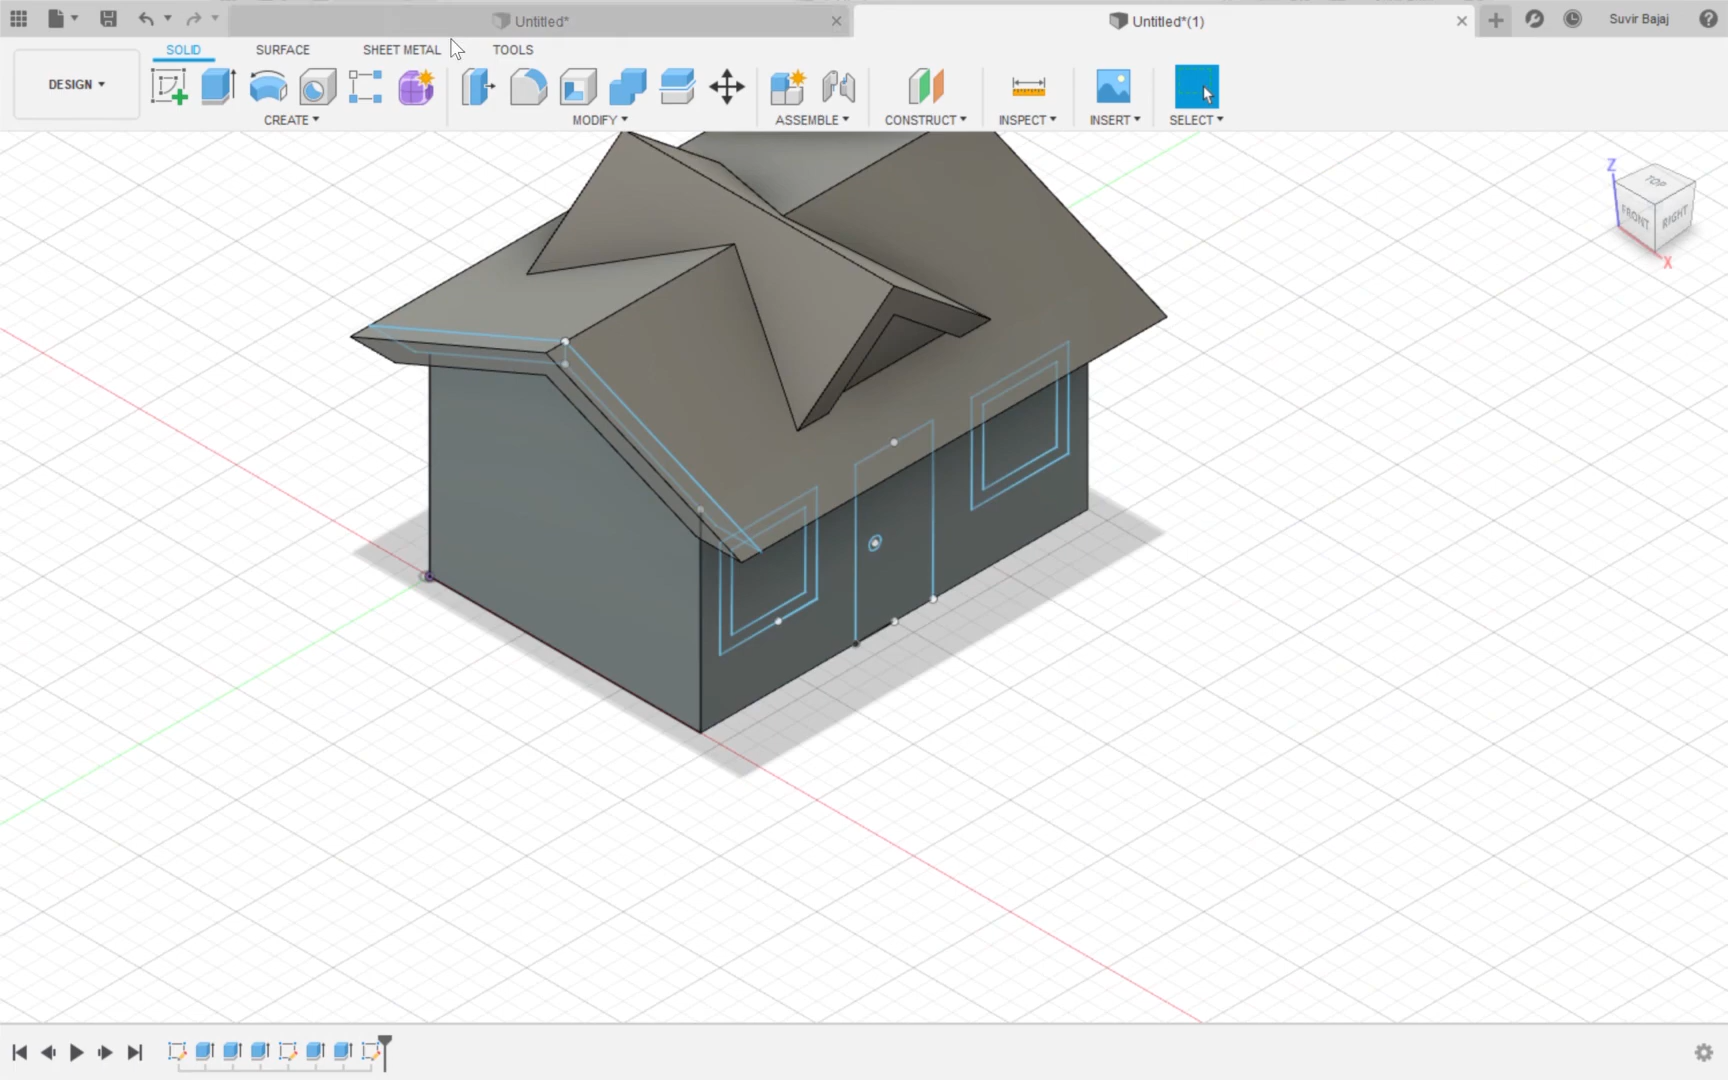 Untitled*
Untitled*(1)
Suvir Bajaj
SOLID
SURFACE
SHEET METAL
TOOLS
DESIGN
CREATE
MODIFY
ASSEMBLE
CONSTRUCT
INSPECT
INSERT
SELECT
Z
TOP
FRONT
RIGHT
X